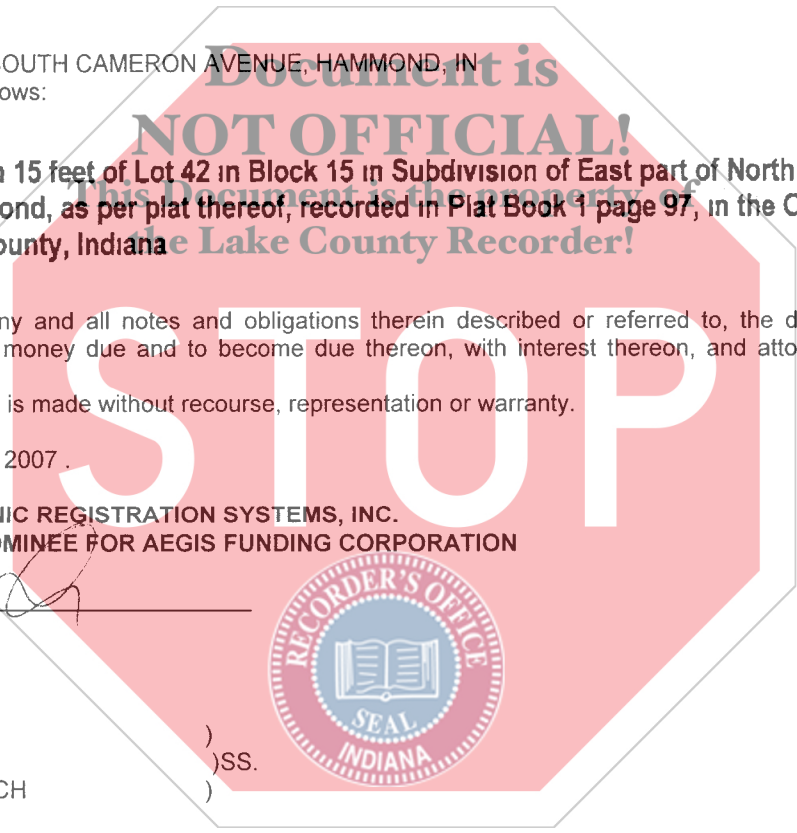 SOUTH CAMERON AVENUE, HAMMOND, IN
Document is
ows:
NOT OFFICIAL!
15 feet of Lot 42 in Block 15 in Subdivision of East part of North
This Document is the property of
ond, as per plat thereof, recorded in Plat Book 1 page 97, in the
the Lake County Recorder!
ounty, Indiana
ny and all notes and obligations therein described or referred to, the
money due and to become due thereon, with interest thereon, and
STOP
is made without recourse, representation or warranty.
2007 .
NIC REGISTRATION SYSTEMS, INC.
OMINEE FOR AEGIS FUNDING CORPORATION
RECORDER'S OFFICE
SEAL
INDIANA
)
)SS.
CH )